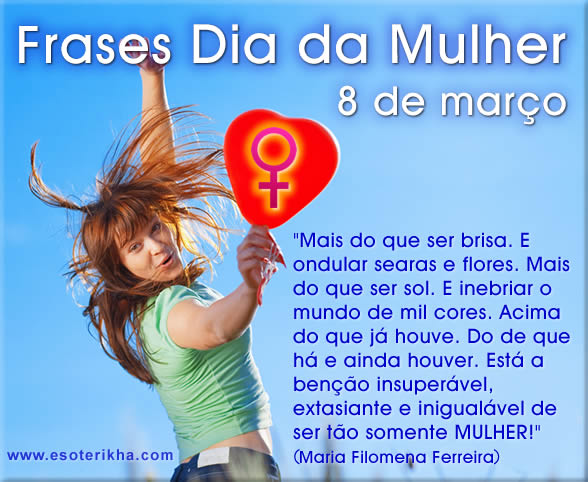 Frases Dia da Mulher
8 de março
"Mais do que ser brisa. E
ondular searas e flores. Mais
do que ser sol. E inebriar o
mundo de mil cores. Acima
do que já houve. Do de que
há e ainda houver. Está a
benção insuperável,
extasiante e inigualável de
ser tão somente MULHER!"
(Maria Filomena Ferreira)
www.esoterikha.com